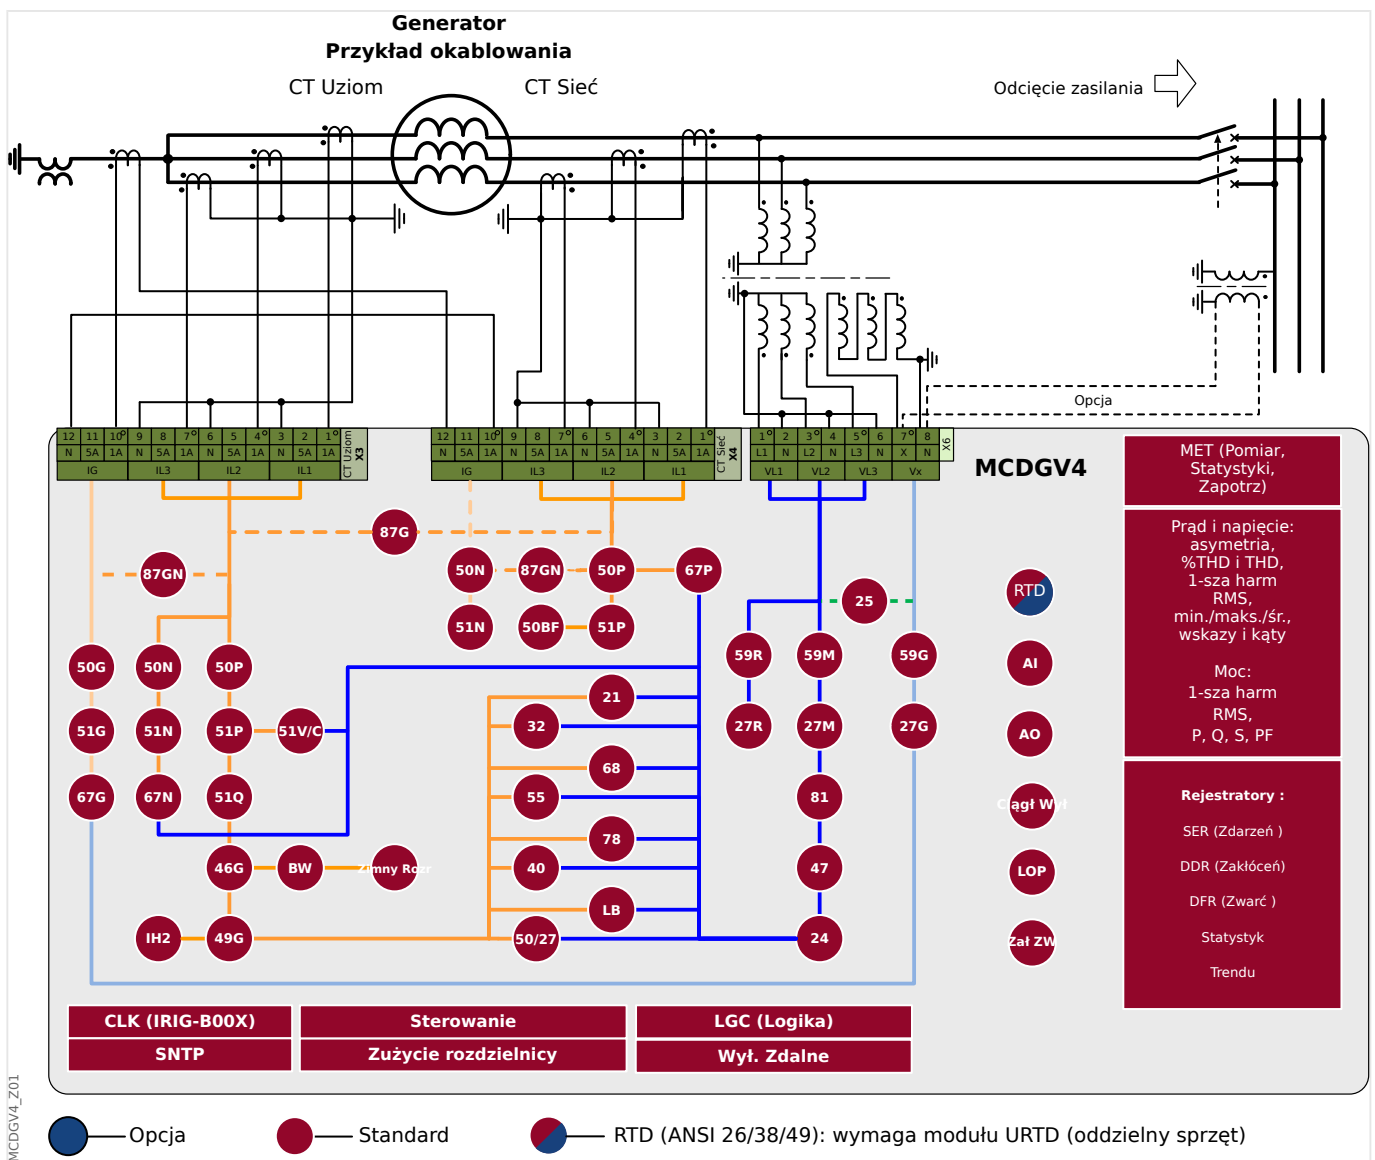 Generator
Przykład okablowania
CT Uziom
CT Sieć
Odcięcie zasilania
Opcja
12 11 10 9 8 7 6 5 4 3 2 1
N 5A 1A N 5A 1A N 5A 1A N 5A 1A
IG IL3 IL2 IL1
CT Uziom
X3
12 11 10 9 8 7 6 5 4 3 2 1
N 5A 1A N 5A 1A N 5A 1A N 5A 1A
IG IL3 IL2 IL1
CT Sieć
X4
1 2 3 4 5 6 7 8
L1 N L2 N L3 N X N
VL1 VL2 VL3 Vx
X6
MCDGV4
MET (Pomiar,
Statystyki,
Zapotrz)
Prąd i napięcie:
asymetria,
%THD i THD,
1-sza harm
RMS,
min./maks./śr.,
wskazy i kąty
Moc:
1-sza harm
RMS,
P, Q, S, PF
Rejestratory :
SER (Zdarzeń )
DDR (Zakłóceń)
DFR (Zwarć )
Statystyk
Trendu
87G
87GN
50N 87GN 50P 67P
51N 50BF 51P
25
59R 59M 59G
27R 27M 27G
50G 50N 50P
51G 51N 51P 51V/C
67G 67N 51Q
21
32
68
55
78
40
LB
50/27
81
47
24
46G BW Zimny Rozr
IH2 49G
RTD
AI
AO
Ciągł Wył
LOP
Zał ZW
CLK (IRIG-B00X)
SNTP
Sterowanie
Zużycie rozdzielnicy
LGC (Logika)
Wył. Zdalne
MCDGV4_Z01
Opcja
Standard
RTD (ANSI 26/38/49): wymaga modułu URTD (oddzielny sprzęt)